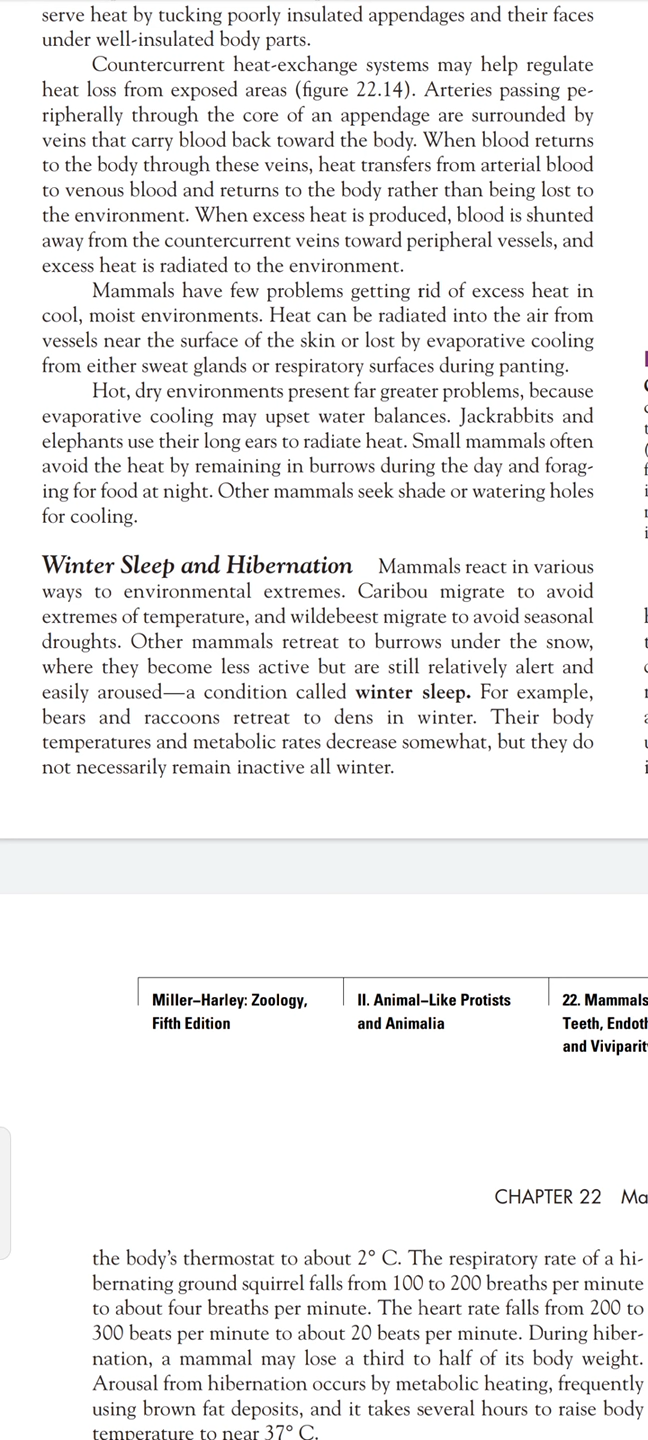 serve heat by tucking poorly insulated appendages and their faces
under well-insulated body parts.
Countercurrent heat-exchange systems may help regulate
heat loss from exposed areas (figure 22.14). Arteries passing pe-
ripherally through the core of an appendage are surrounded by
veins that carry blood back toward the body. When blood returns
to the body through these veins, heat transfers from arterial blood
to venous blood and returns to the body rather than being lost to
the environment. When excess heat is produced, blood is shunted
away from the countercurrent veins toward peripheral vessels, and
excess heat is radiated to the environment.
Mammals have few problems getting rid of excess heat in
cool, moist environments. Heat can be radiated into the air from
vessels near the surface of the skin or lost by evaporative cooling
from either sweat glands or respiratory surfaces during panting.
Hot, dry environments present far greater problems, because
evaporative cooling may upset water balances. Jackrabbits and
elephants use their long ears to radiate heat. Small mammals often
avoid the heat by remaining in burrows during the day and forag-
ing for food at night. Other mammals seek shade or watering holes
for cooling.
Winter Sleep and Hibernation Mammals react in various
ways to environmental extremes. Caribou migrate to avoid
extremes of temperature, and wildebeest migrate to avoid seasonal
droughts. Other mammals retreat to burrows under the snow,
where they become less active but are still relatively alert and
easily aroused—a condition called winter sleep. For example,
bears and raccoons retreat to dens in winter. Their body
temperatures and metabolic rates decrease somewhat, but they do
not necessarily remain inactive all winter.
Miller−Harley: Zoology,
Fifth Edition
II. Animal−Like Protists
and Animalia
22. Mammals
Teeth, Endoth
and Viviparit
CHAPTER 22 Ma
the body's thermostat to about 2° C. The respiratory rate of a hi-
bernating ground squirrel falls from 100 to 200 breaths per minute
to about four breaths per minute. The heart rate falls from 200 to
300 beats per minute to about 20 beats per minute. During hiber-
nation, a mammal may lose a third to half of its body weight.
Arousal from hibernation occurs by metabolic heating, frequently
using brown fat deposits, and it takes several hours to raise body
temperature to near 37° C.